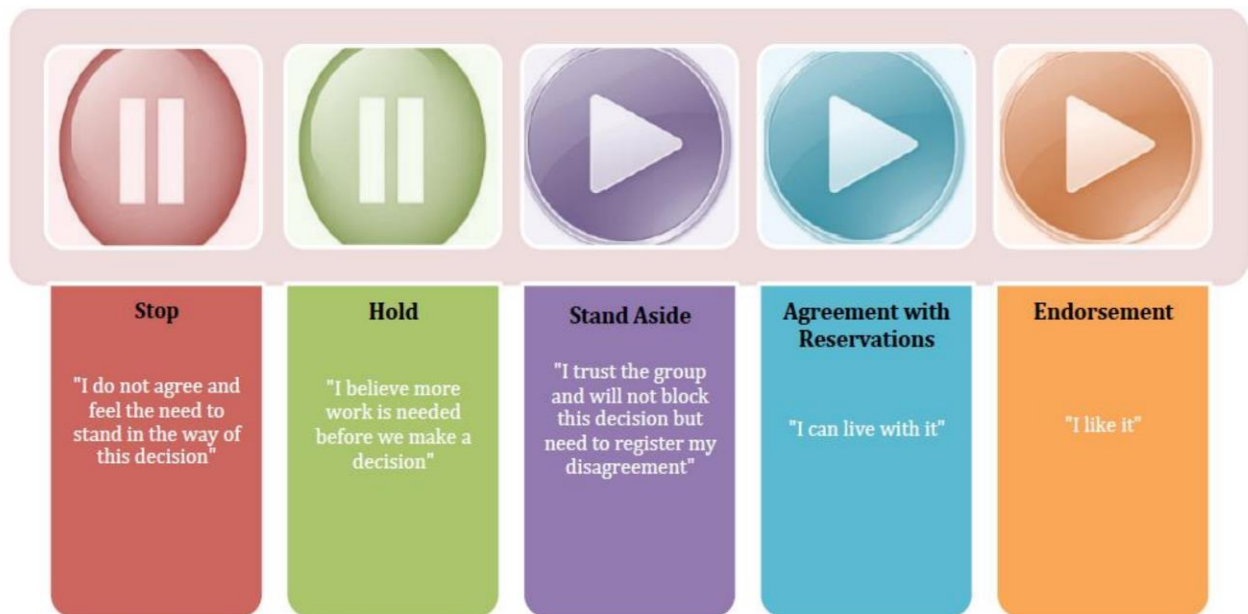 Stop
"I do not agree and
feel the need to
stand in the way of
this decision"
Hold
"I believe more
work is needed
before we make a
decision"
Stand Aside
"I trust the group
and will not block
this decision but
need to register my
disagreement"
Agreement with
Reservations
"I can live with it"
Endorsement
"I like it"